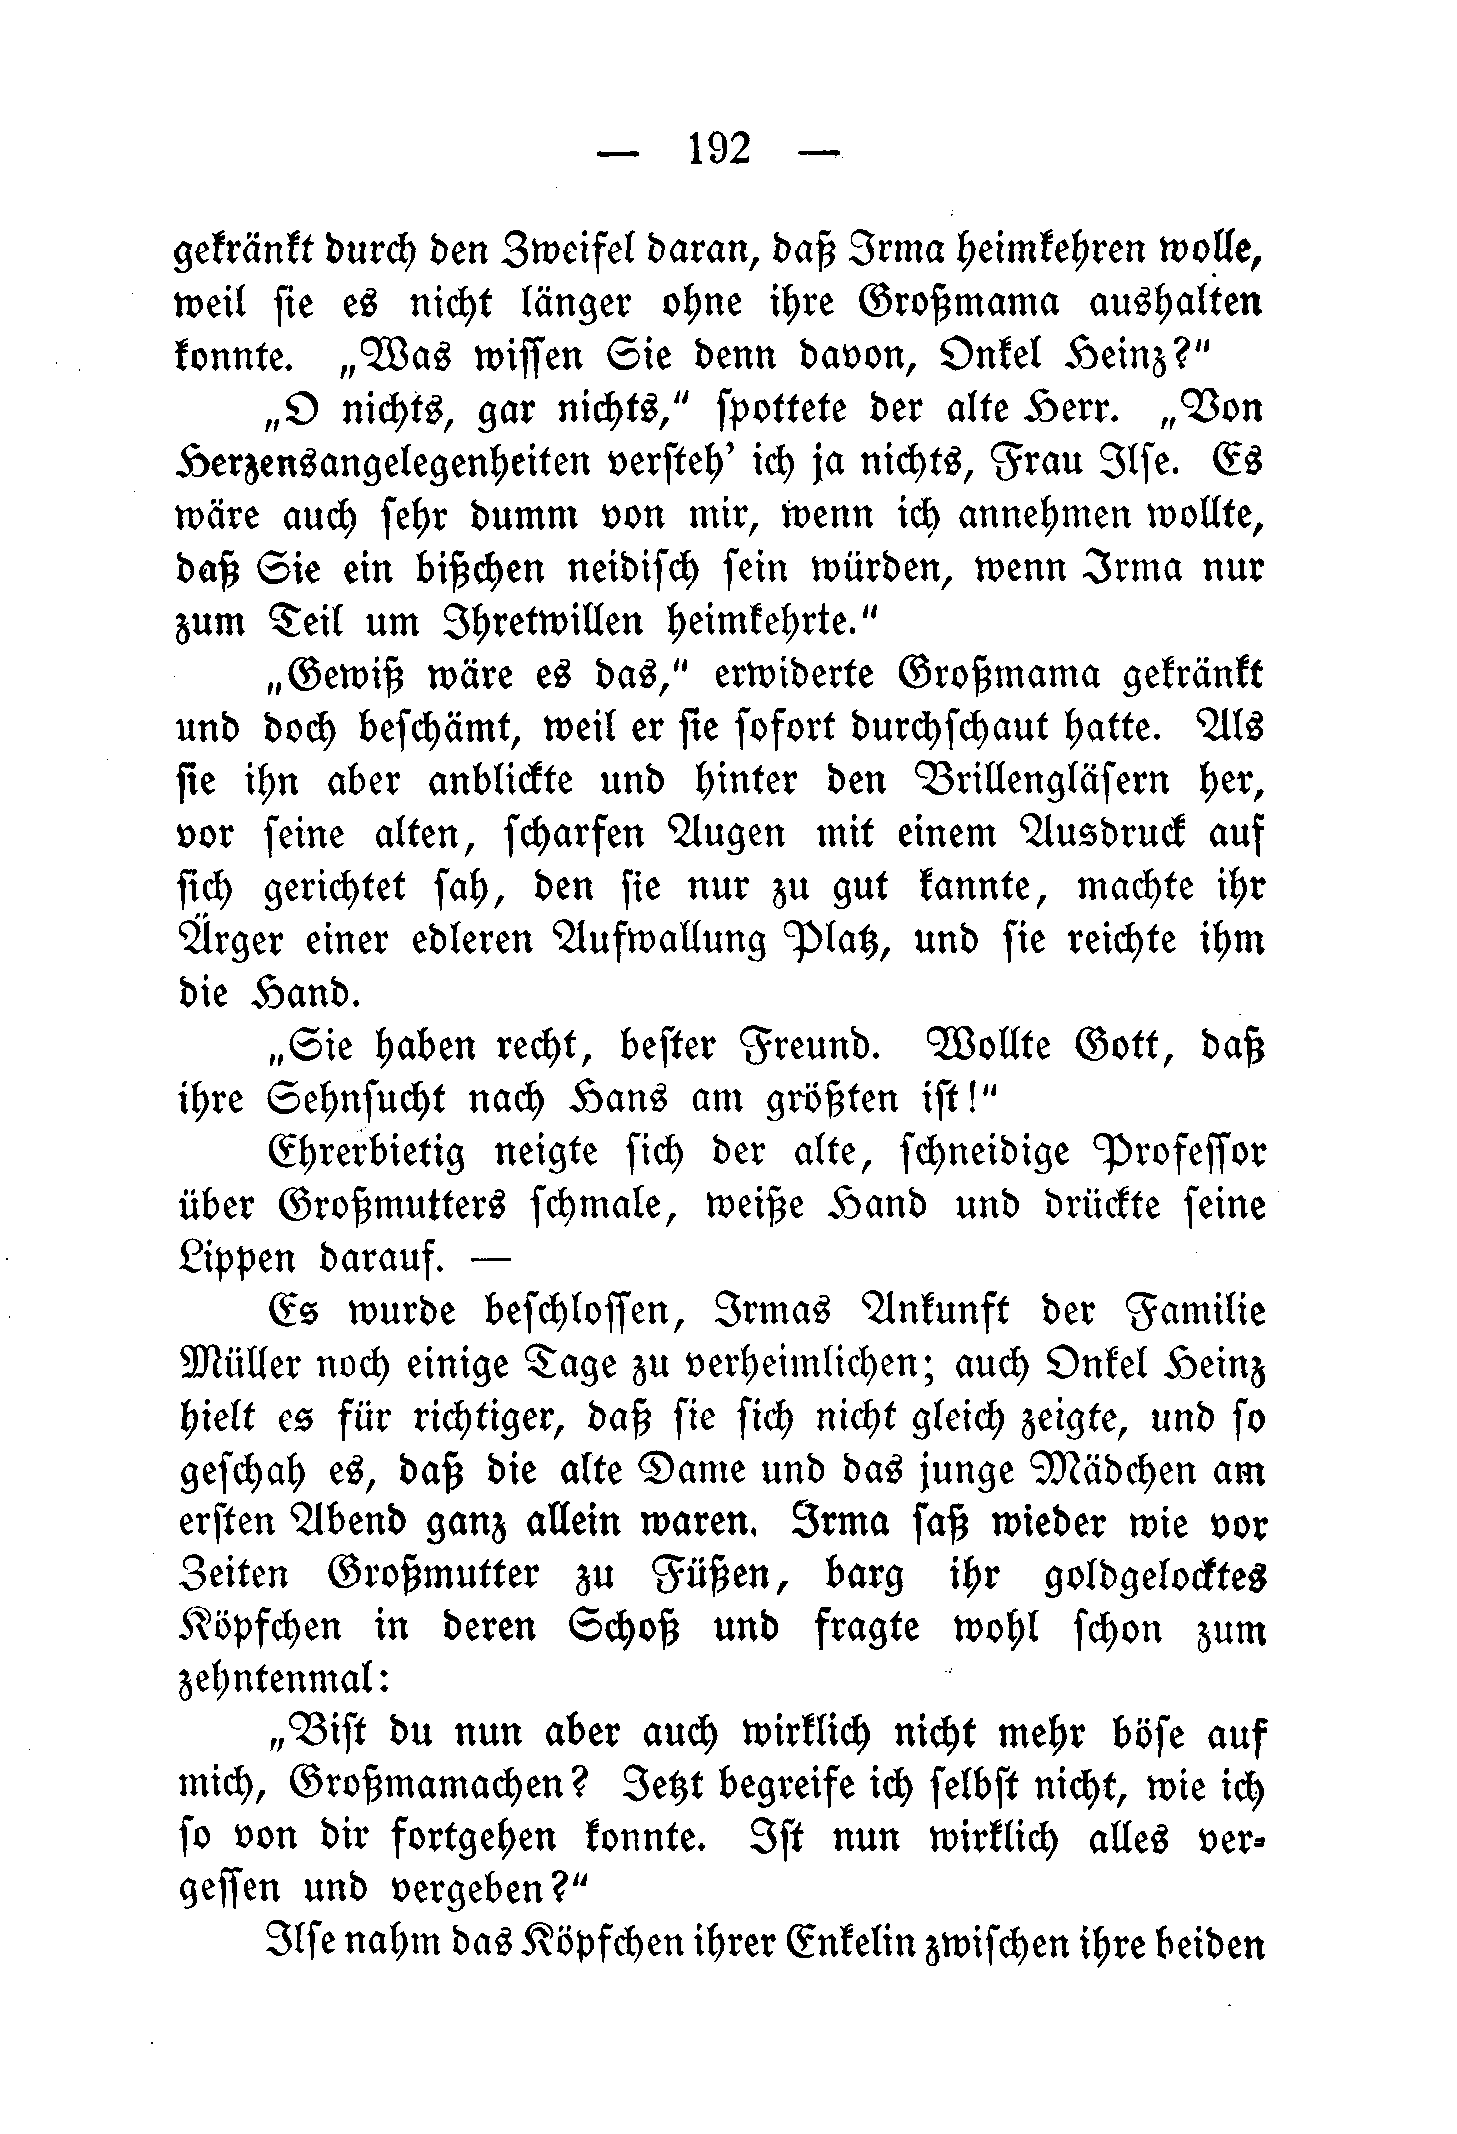 — 192 —
gekränkt durch den Zweifel daran, daß Irma heimkehren wolle,
weil sie es nicht länger ohne ihre Großmama aushalten
konnte. „Was wissen Sie denn davon, Onkel Heinz?“
„O nichts, gar nichts,“ spottete der alte Herr. „Von
Herzensangelegenheiten versteh’ ich ja nichts, Frau Ilse. Es
wäre auch sehr dumm von mir, wenn ich annehmen wollte,
daß Sie ein bißchen neidisch sein würden, wenn Irma nur
zum Teil um Ihretwillen heimkehrte.“
„Gewiß wäre es das,“ erwiderte Großmama gekränkt
und doch beschämt, weil er sie sofort durchschaut hatte. Als
sie ihn aber anblickte und hinter den Brillengläsern her,
vor seine alten, scharfen Augen mit einem Ausdruck auf
sich gerichtet sah, den sie nur zu gut kannte, machte ihr
Ärger einer edleren Aufwallung Platz, und sie reichte ihm
die Hand.
„Sie haben recht, bester Freund. Wollte Gott, daß
ihre Sehnsucht nach Hans am größten ist!“
Ehrerbietig neigte sich der alte, schneidige Professor
über Großmutters schmale, weiße Hand und drückte seine
Lippen darauf. —
Es wurde beschlossen, Irmas Ankunft der Familie
Müller noch einige Tage zu verheimlichen; auch Onkel Heinz
hielt es für richtiger, daß sie sich nicht gleich zeigte, und so
geschah es, daß die alte Dame und das junge Mädchen am
ersten Abend ganz allein waren. Irma saß wieder wie vor
Zeiten Großmutter zu Füßen, barg ihr goldgelocktes
Köpfchen in deren Schoß und fragte wohl schon zum
zehntenmal:
„Bist du nun aber auch wirklich nicht mehr böse auf
mich, Großmamachen? Jetzt begreife ich selbst nicht, wie ich
so von dir fortgehen konnte. Ist nun wirklich alles ver-
gessen und vergeben?“
Ilse nahm das Köpfchen ihrer Enkelin zwischen ihre beiden